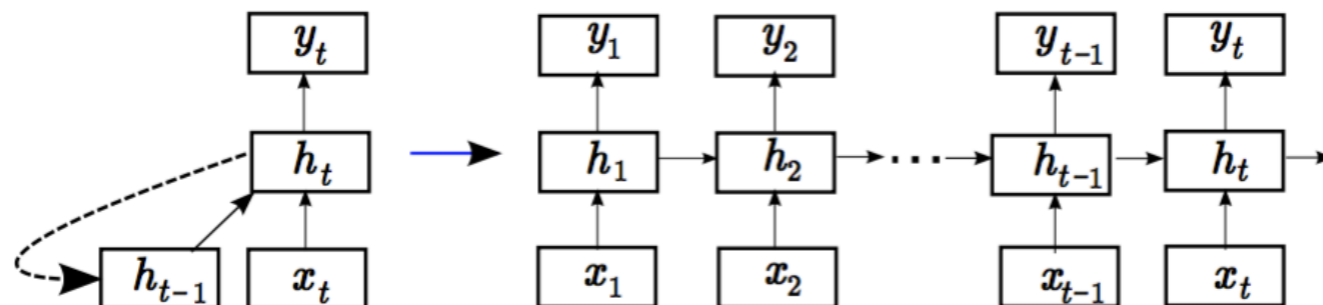 y_t y_1 y_2 y_{t-1} y_t
h_t h_1 h_2 ... h_{t-1} h_t
h_{t-1} x_t x_1 x_2 x_{t-1} x_t